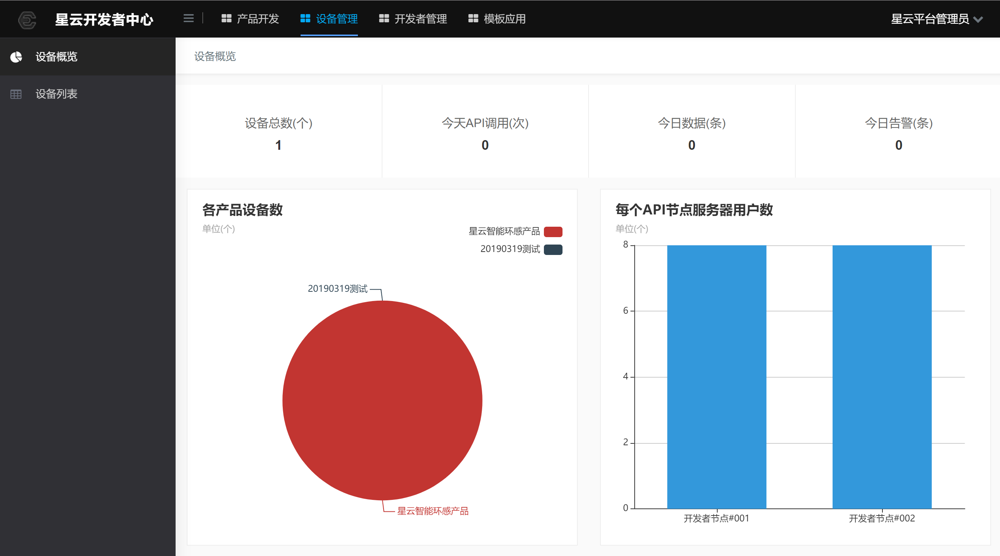 星云开发者中心
产品开发
设备管理
开发者管理
模板应用
星云平台管理员
设备概览
设备列表
设备概览
设备总数(个)
1
今天API调用(次)
0
今日数据(条)
0
今日告警(条)
0
各产品设备数
单位(个)
星云智能环感产品
20190319测试
20190319测试
星云智能环感产品
每个API节点服务器用户数
单位(个)
8
6
4
2
0
开发者节点#001
开发者节点#002